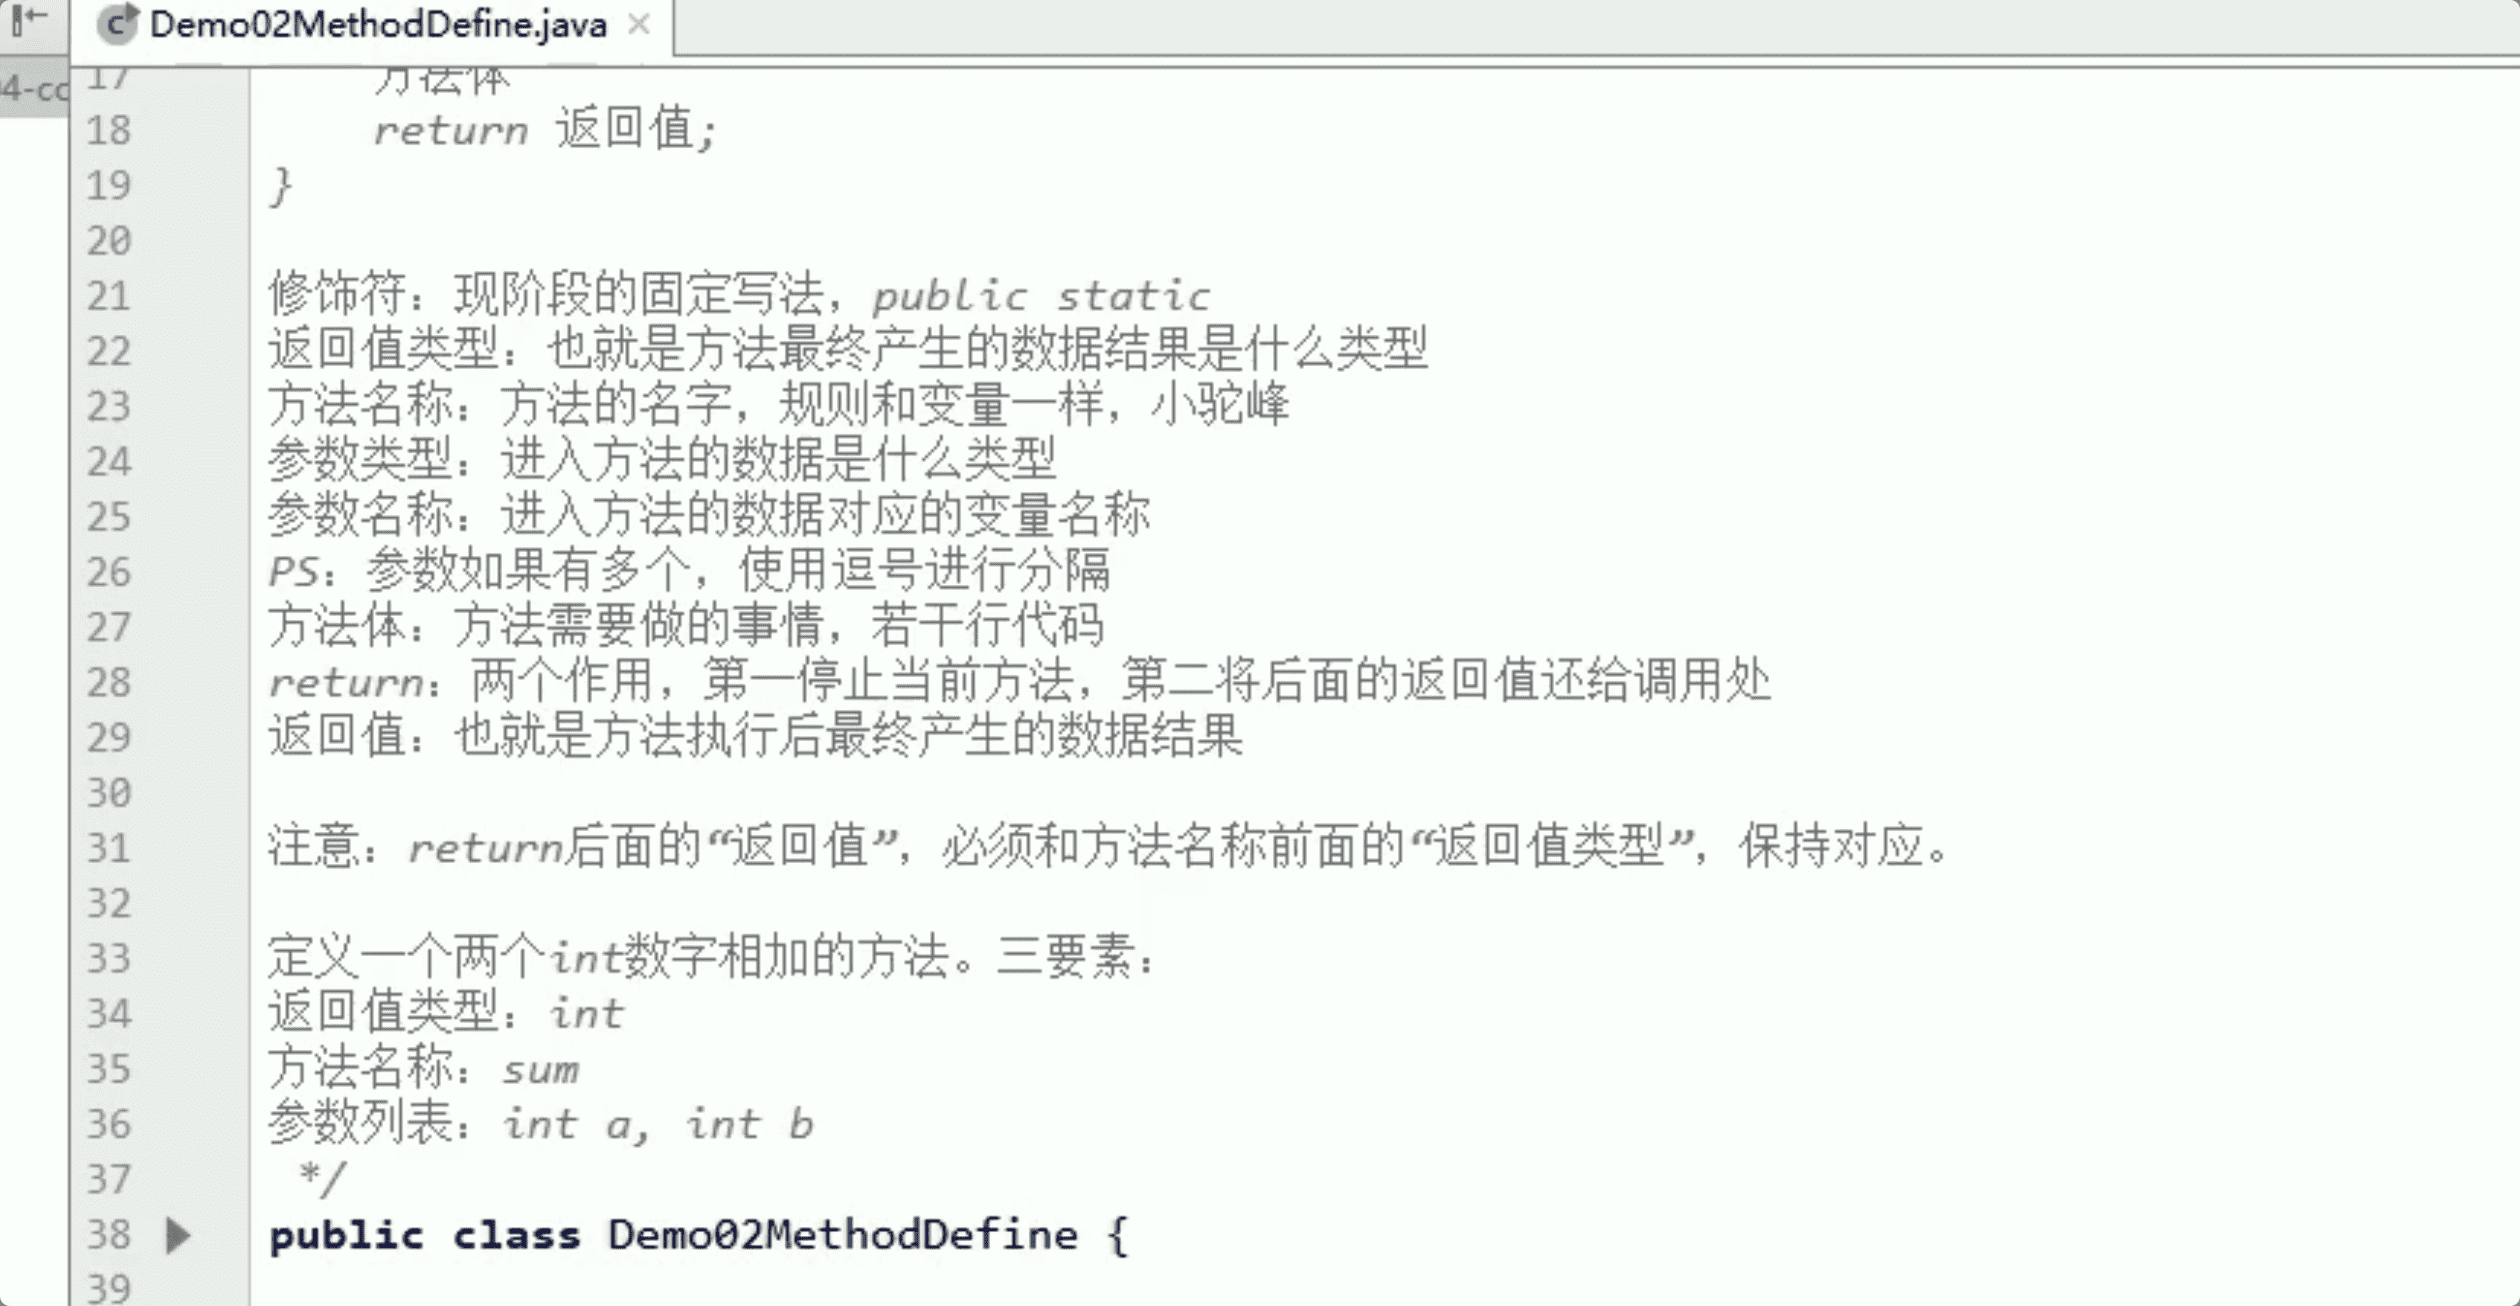 Demo02MethodDefine.java
17 方法体
18 return 返回值;
19 }
20
21 修饰符：现阶段的固定写法，public static
22 返回值类型：也就是方法最终产生的数据结果是什么类型
23 方法名称：方法的名字，规则和变量一样，小驼峰
24 参数类型：进入方法的数据是什么类型
25 参数名称：进入方法的数据对应的变量名称
26 PS：参数如果有多个，使用逗号进行分隔
27 方法体：方法需要做的事情，若干行代码
28 return：两个作用，第一停止当前方法，第二将后面的返回值还给调用处
29 返回值：也就是方法执行后最终产生的数据结果
30
31 注意：return后面的“返回值”，必须和方法名称前面的“返回值类型”，保持对应。
32
33 定义一个两个int数字相加的方法。三要素：
34 返回值类型：int
35 方法名称：sum
36 参数列表：int a, int b
37 */
38 public class Demo02MethodDefine {
39